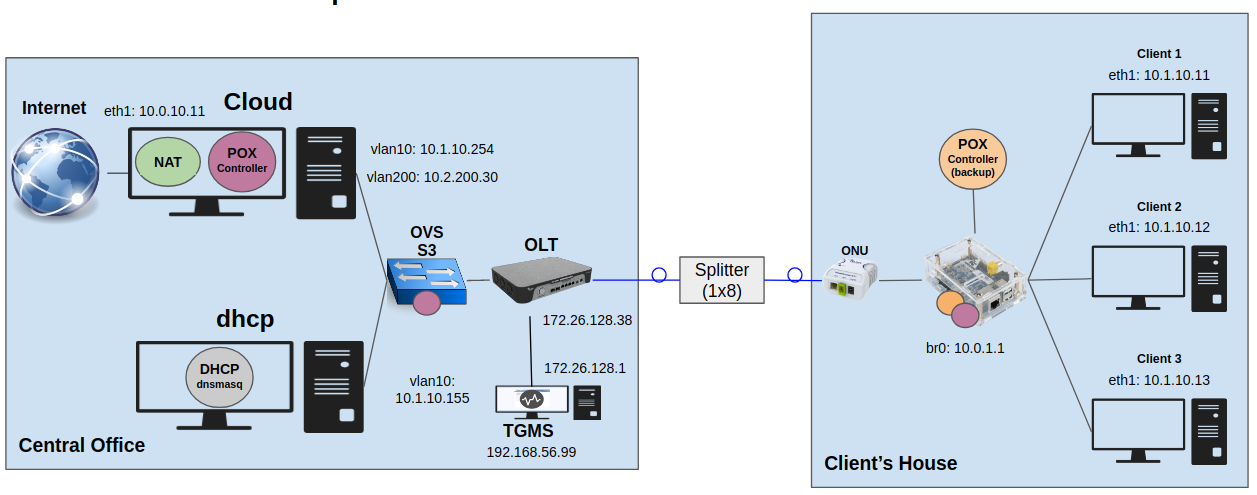 Internet
eth1: 10.0.10.11
Cloud
NAT
POX
Controller
vlan10: 10.1.10.254
vlan200: 10.2.200.30
OVS
S3
OLT
172.26.128.38
172.26.128.1
dhcp
DHCP
dnsmasq
vlan10:
10.1.10.155
TGMS
192.168.56.99
Central Office
Splitter
(1x8)
ONU
POX
Controller
(backup)
br0: 10.0.1.1
Client 1
eth1: 10.1.10.11
Client 2
eth1: 10.1.10.12
Client 3
eth1: 10.1.10.13
Client’s House